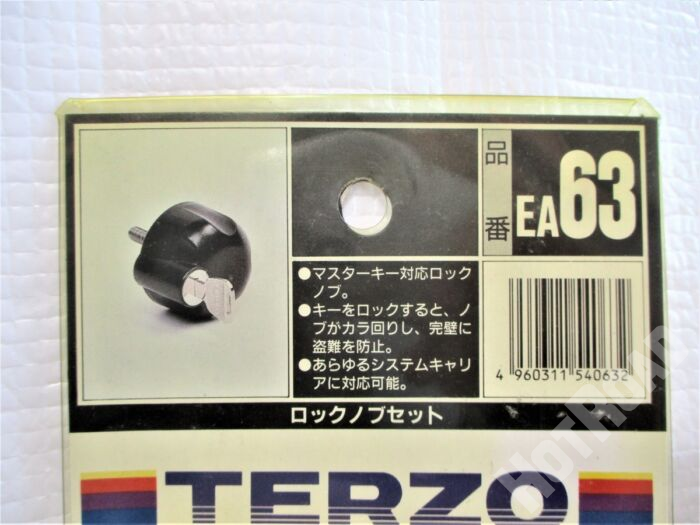 品番
EA63
●マスターキー対応ロック
ノブ。
●キーをロックすると、ノ
ブがカラ回りし、完壁に
盗難を防止。
●あらゆるシステムキャリ
アに対応可能。
4 960311 540632
ロックノブセット
TERZO
HotROAD